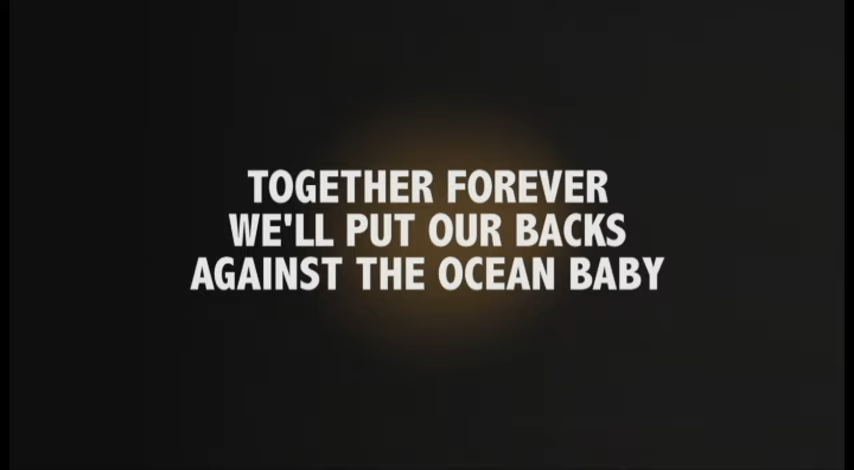 TOGETHER FOREVER
WE'LL PUT OUR BACKS
AGAINST THE OCEAN BABY